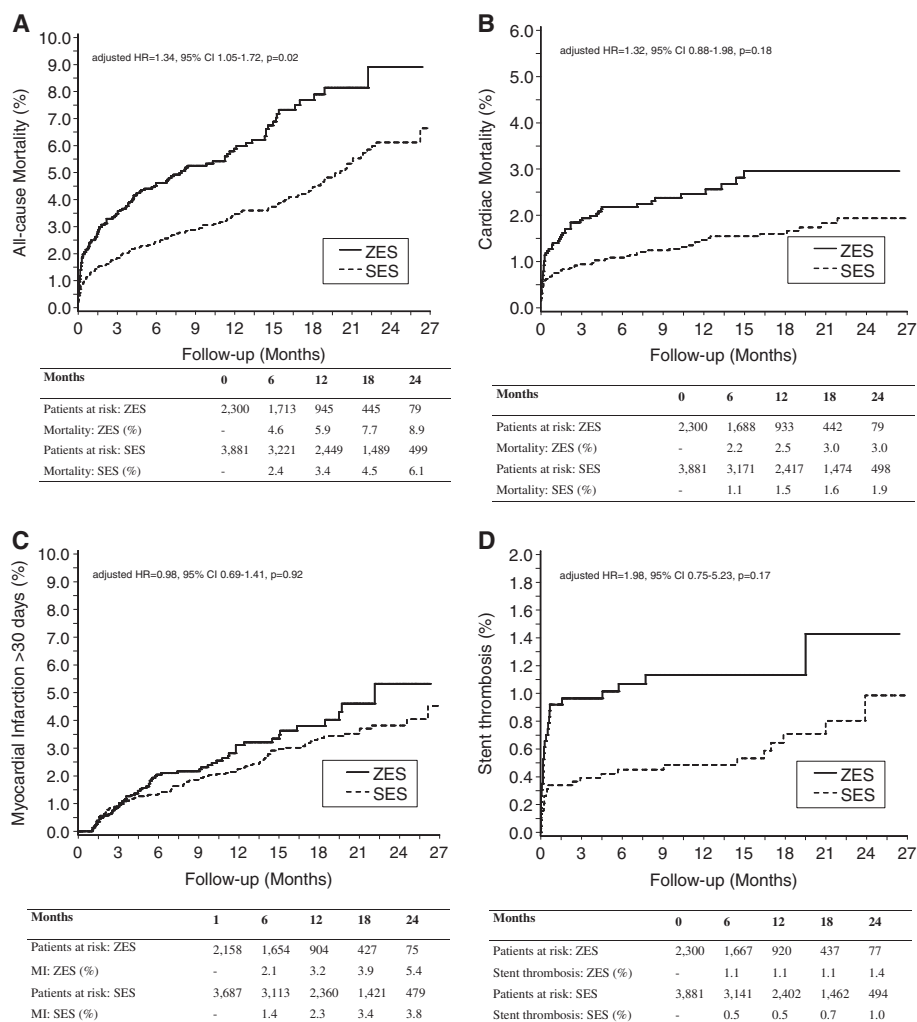 A
All-cause Mortality (%)
10.0
9.0
8.0
7.0
6.0
5.0
4.0
3.0
2.0
1.0
0.0
adjusted HR=1.34, 95% CI 1.05-1.72, p=0.02
ZES
SES
0 3 6 9 12 15 18 21 24 27
Follow-up (Months)
Months 0 6 12 18 24
Patients at risk: ZES 2,300 1,713 945 445 79
Mortality: ZES (%) - 4.6 5.9 7.7 8.9
Patients at risk: SES 3,881 3,221 2,449 1,489 499
Mortality: SES (%) - 2.4 3.4 4.5 6.1
B
Cardiac Mortality (%)
6.0
5.0
4.0
3.0
2.0
1.0
0.0
adjusted HR=1.32, 95% CI 0.88-1.98, p=0.18
ZES
SES
0 3 6 9 12 15 18 21 24 27
Follow-up (Months)
Months 0 6 12 18 24
Patients at risk: ZES 2,300 1,688 933 442 79
Mortality: ZES (%) - 2.2 2.5 3.0 3.0
Patients at risk: SES 3,881 3,171 2,417 1,474 498
Mortality: SES (%) - 1.1 1.5 1.6 1.9
C
Myocardial Infarction >30 days (%)
10.0
9.0
8.0
7.0
6.0
5.0
4.0
3.0
2.0
1.0
0.0
adjusted HR=0.98, 95% CI 0.69-1.41, p=0.92
ZES
SES
0 3 6 9 12 15 18 21 24 27
Follow-up (Months)
Months 1 6 12 18 24
Patients at risk: ZES 2,158 1,654 904 427 75
MI: ZES (%) - 2.1 3.2 3.9 5.4
Patients at risk: SES 3,687 3,113 2,360 1,421 479
MI: SES (%) - 1.4 2.3 3.4 3.8
D
Stent thrombosis (%)
2.0
1.8
1.6
1.4
1.2
1.0
0.8
0.6
0.4
0.2
0.0
adjusted HR=1.98, 95% CI 0.75-5.23, p=0.17
ZES
SES
0 3 6 9 12 15 18 21 24 27
Follow-up (Months)
Months 0 6 12 18 24
Patients at risk: ZES 2,300 1,667 920 437 77
Stent thrombosis: ZES (%) - 1.1 1.1 1.1 1.4
Patients at risk: SES 3,881 3,141 2,402 1,462 494
Stent thrombosis: SES (%) - 0.5 0.5 0.7 1.0